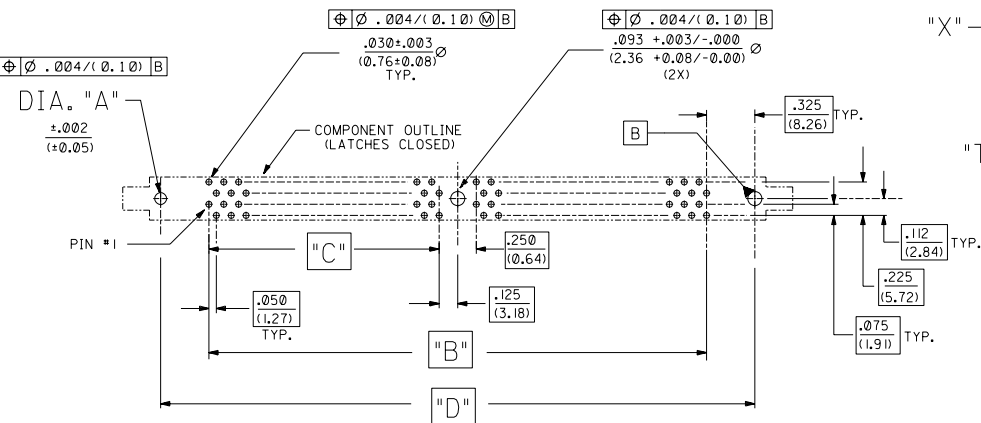 ⌖ Ø .004/(0.10) Ⓜ B
.030±.003 Ø
(0.76±0.08)
TYP.
⌖ Ø .004/(0.10) B
.093 +.003/-.000 Ø
(2.36 +0.08/-0.00)
(2X)
"X"
⌖ Ø .004/(0.10) B
DIA. "A"
±.002
(±0.05)
COMPONENT OUTLINE
(LATCHES CLOSED)
B
.325 TYP.
(8.26)
"T
PIN #1
"C"
.250
(0.64)
.112 TYP.
(2.84)
.225
(5.72)
.050
(1.27)
TYP.
.125
(3.18)
.075 TYP.
(1.91)
"B"
"D"